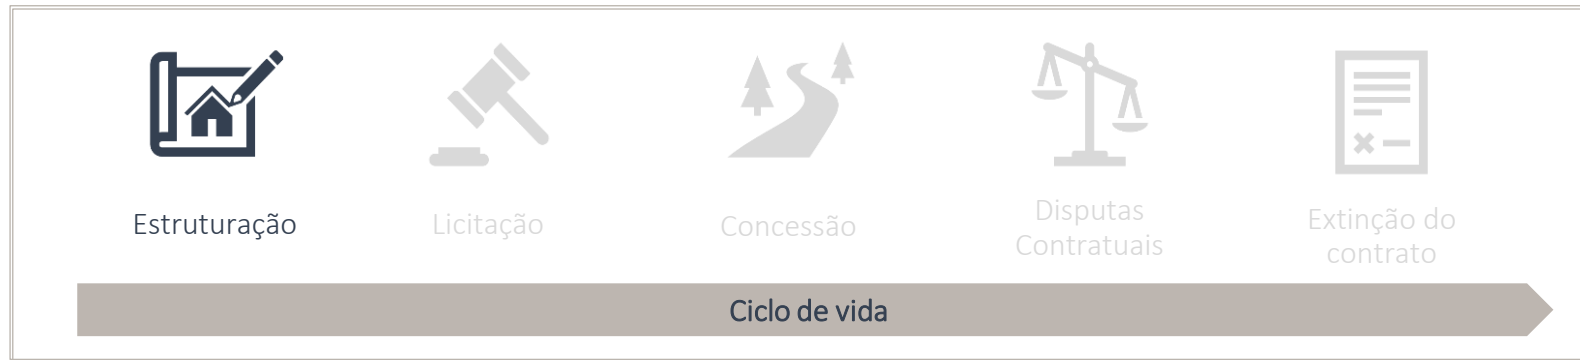 Estruturação
Licitação
Concessão
Disputas
Contratuais
Extinção do
contrato
Ciclo de vida